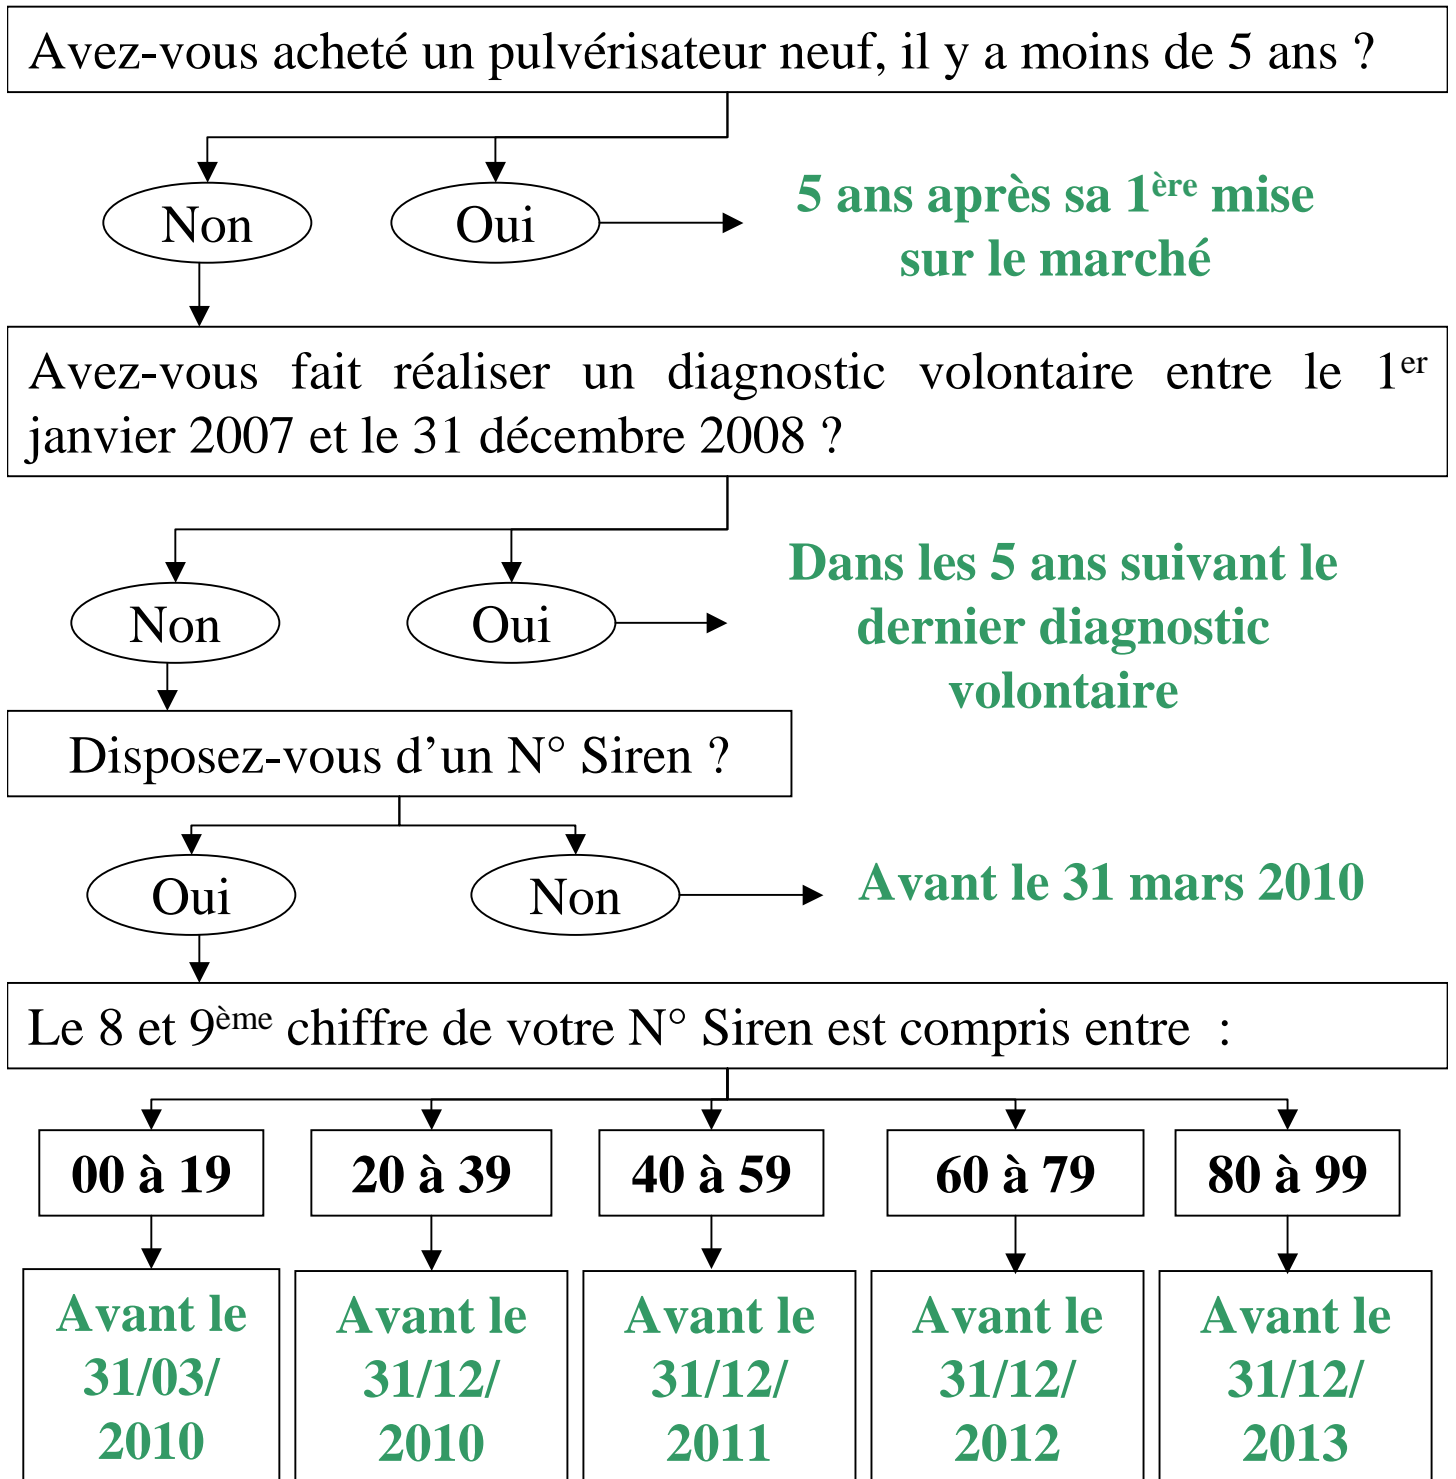 Avez-vous acheté un pulvérisateur neuf, il y a moins de 5 ans ?
Non
Oui
5 ans après sa 1ère mise
sur le marché
Avez-vous fait réaliser un diagnostic volontaire entre le 1er
janvier 2007 et le 31 décembre 2008 ?
Non
Oui
Dans les 5 ans suivant le
dernier diagnostic
volontaire
Disposez-vous d’un N° Siren ?
Oui
Non
Avant le 31 mars 2010
Le 8 et 9ème chiffre de votre N° Siren est compris entre :
00 à 19
20 à 39
40 à 59
60 à 79
80 à 99
Avant le
31/03/
2010
Avant le
31/12/
2010
Avant le
31/12/
2011
Avant le
31/12/
2012
Avant le
31/12/
2013